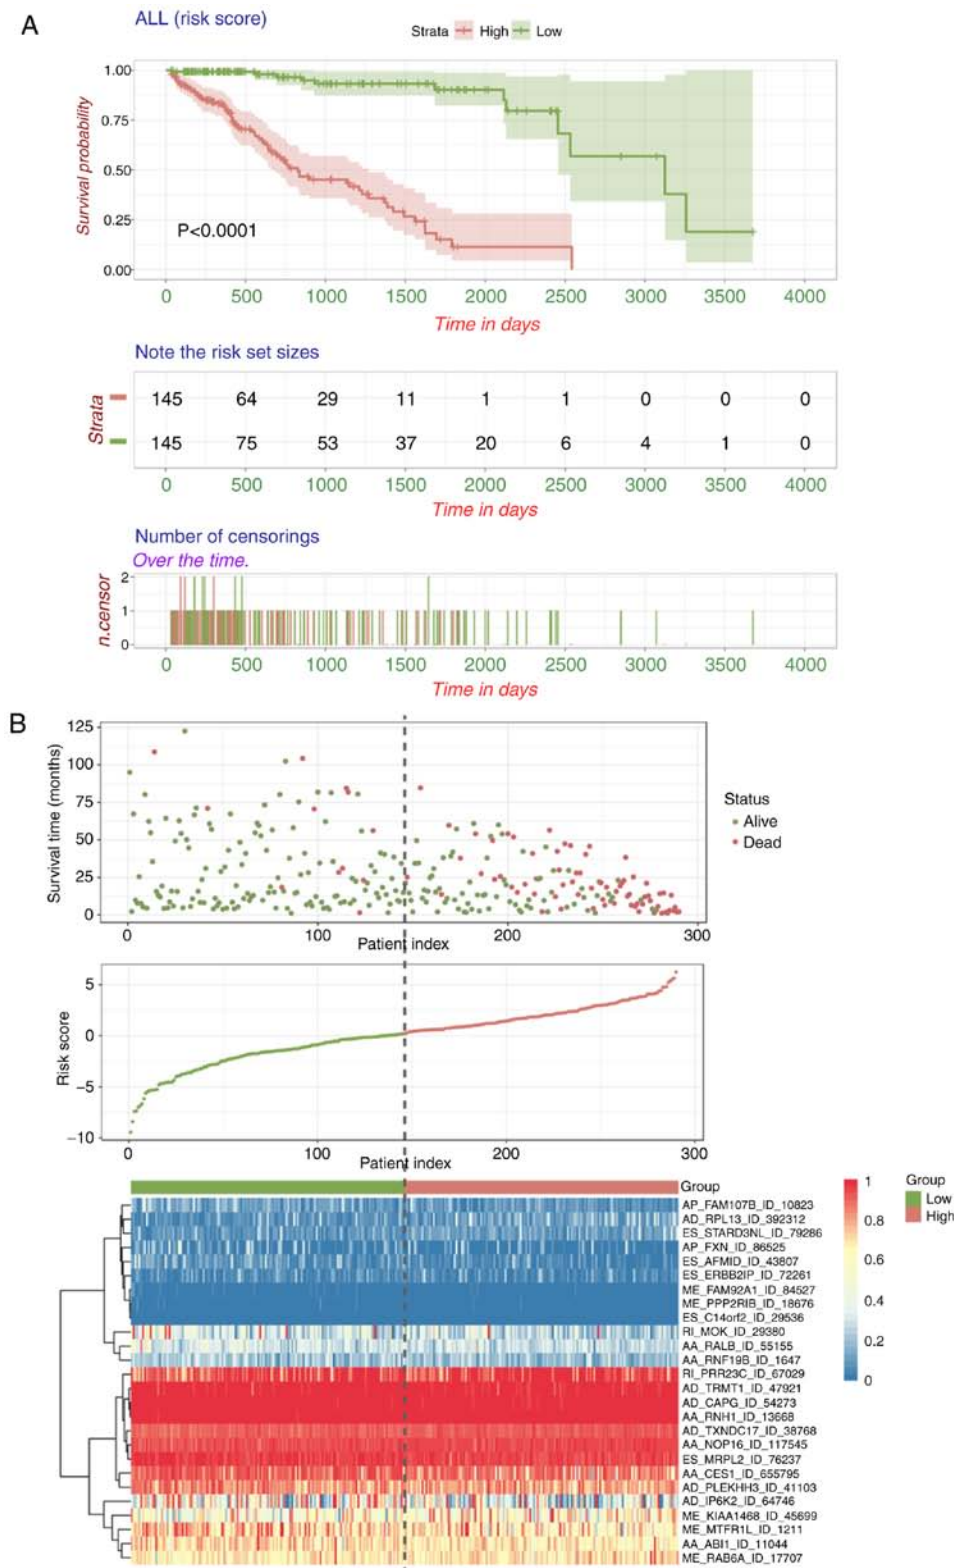 A
ALL (risk score)
Strata High Low
Survival probability
1.00
0.75
0.50
0.25
0.00
P<0.0001
0 500 1000 1500 2000 2500 3000 3500 4000
Time in days
Note the risk set sizes
Strata
145 64 29 11 1 1 0 0 0
145 75 53 37 20 6 4 1 0
0 500 1000 1500 2000 2500 3000 3500 4000
Time in days
Number of censorings
Over the time.
n.censor
2
1
0
0 500 1000 1500 2000 2500 3000 3500 4000
Time in days
B
Survival time (months)
125
100
75
50
25
0
0 100 200 300
Patient index
Status
Alive
Dead
Risk score
5
0
−5
−10
0 100 200 300
Patient index
Group
AP_FAM107B_ID_10823
AD_RPL13_ID_392312
ES_STARD3NL_ID_79286
AP_FXN_ID_86525
ES_AFMID_ID_43807
ES_ERBB2IP_ID_72261
ME_FAM92A1_ID_84527
ME_PPP2RIB_ID_18676
ES_C14orf2_ID_29536
RI_MOK_ID_29380
AA_RALB_ID_55155
AA_RNF19B_ID_1647
RI_PRR23C_ID_67029
AD_TRMT1_ID_47921
AD_CAPG_ID_54273
AA_RNH1_ID_13668
AD_TXNDC17_ID_38768
AA_NOP16_ID_117545
ES_MRPL2_ID_76237
AA_CES1_ID_655795
AD_PLEKHH3_ID_41103
AD_IP6K2_ID_64746
ME_KIAA1468_ID_45699
ME_MTFR1L_ID_1211
AA_ABI1_ID_11044
ME_RAB6A_ID_17707
1
0.8
0.6
0.4
0.2
0
Group
Low
High